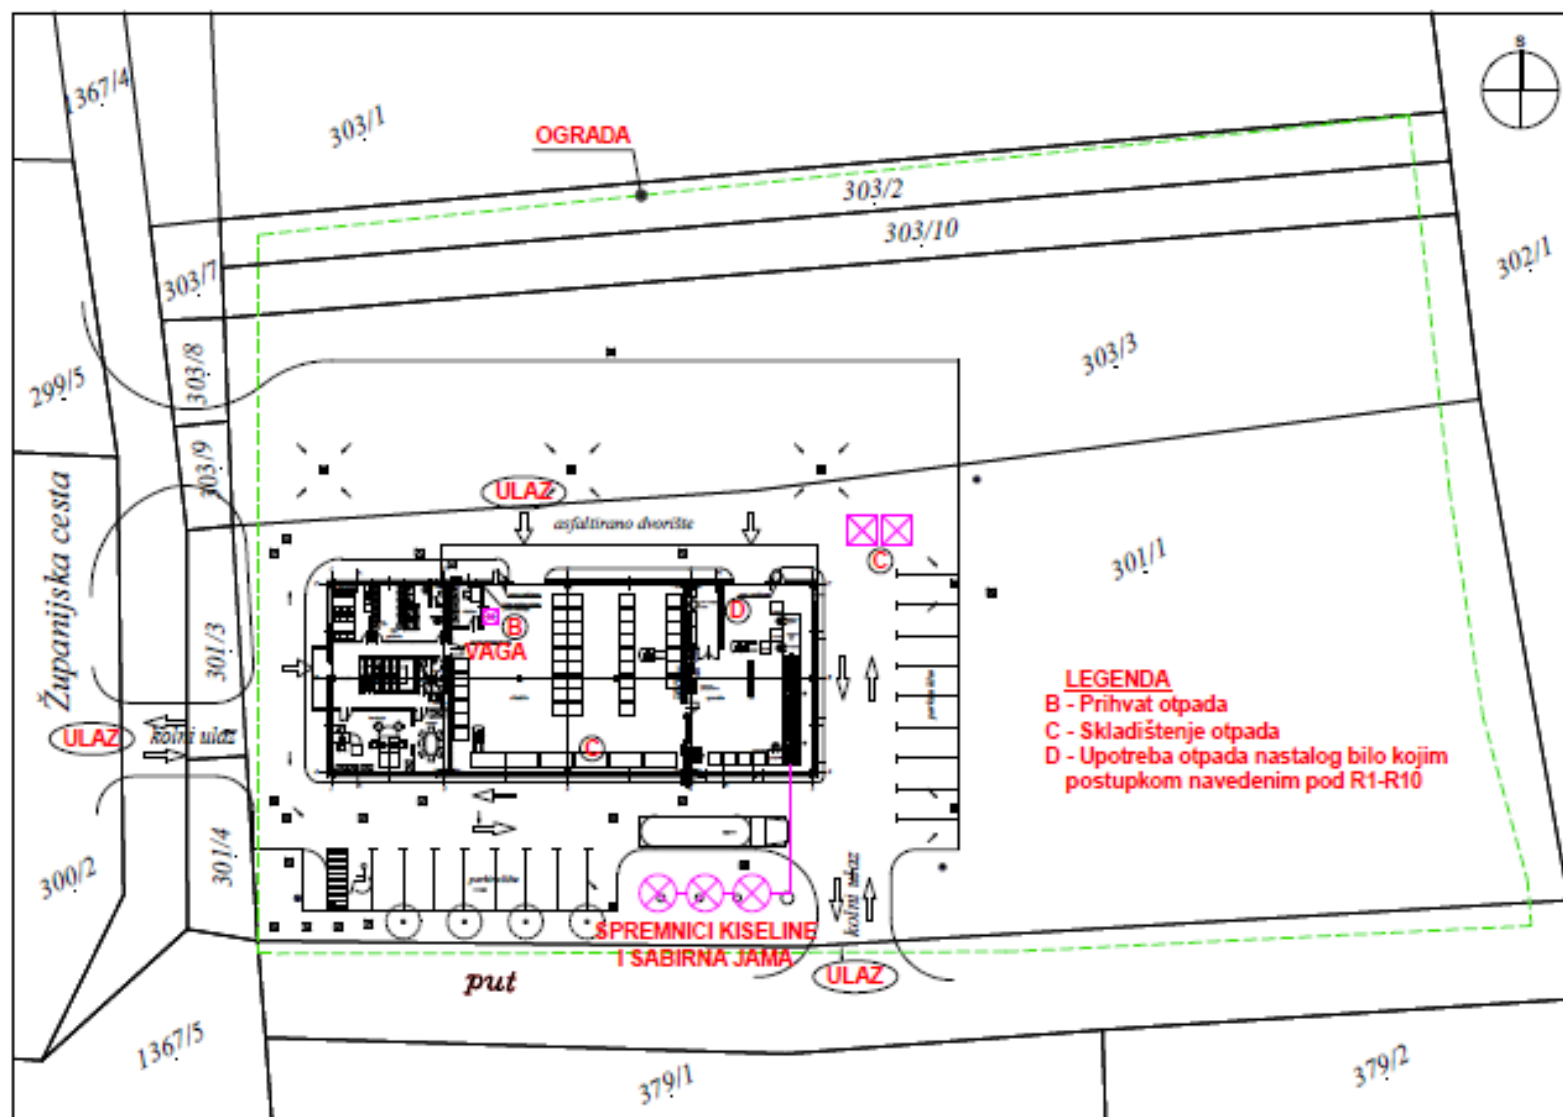 S
1367/4
303/1
OGRADA
303/2
303/10
302/1
303/7
303/3
303/8
299/5
303/9
ULAZ
asfaltirano dvorište
C
301/1
Županijska cesta
B
D
VAGA
301/3
parkiralište
LEGENDA
B - Prihvat otpada
C - Skladištenje otpada
D - Upotreba otpada nastalog bilo kojim
postupkom navedenim pod R1-R10
ULAZ
kolni ulaz
C
301/4
300/2
parkiralište
kolni ulaz
SPREMNICI KISELINE
I SABIRNA JAMA
ULAZ
put
1367/5
379/1
379/2